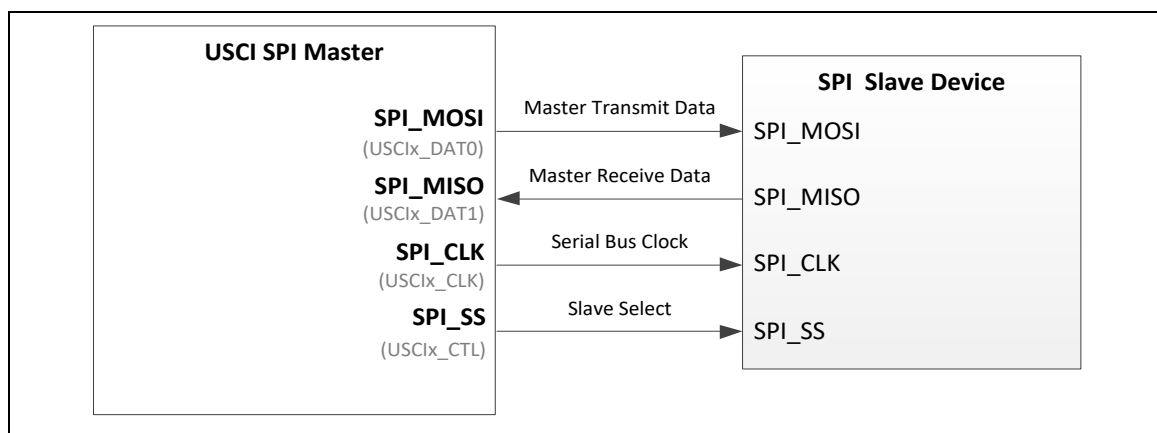 USCI SPI Master
SPI_MOSI
(USCIx_DAT0)
SPI_MISO
(USCIx_DAT1)
SPI_CLK
(USCIx_CLK)
SPI_SS
(USCIx_CTL)
Master Transmit Data
Master Receive Data
Serial Bus Clock
Slave Select
SPI Slave Device
SPI_MOSI
SPI_MISO
SPI_CLK
SPI_SS